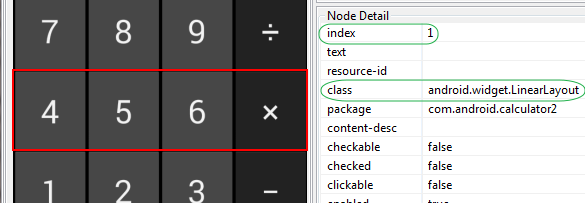 7 8 9 ÷
4 5 6 ×
1 2 3 −
Node Detail
index 1
text
resource-id
class android.widget.LinearLayout
package com.android.calculator2
content-desc
checkable false
checked false
clickable false
enabled true